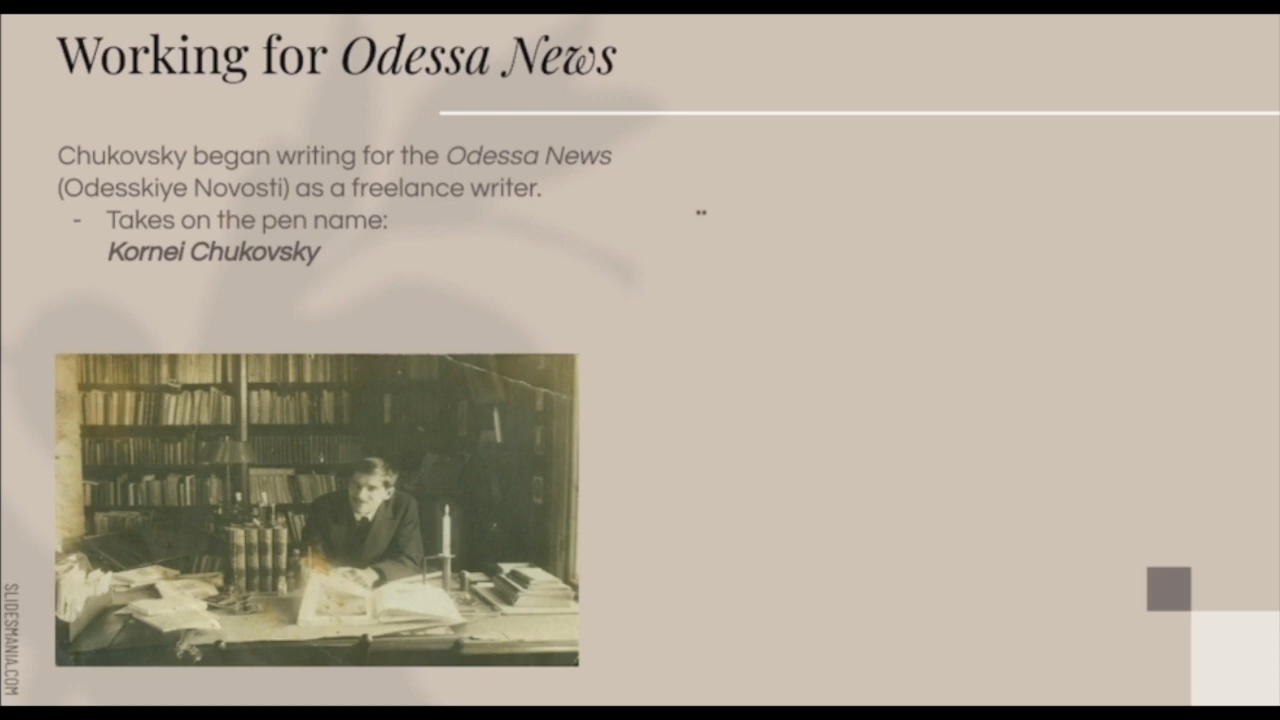 Working for Odessa News
Chukovsky began writing for the Odessa News
(Odesskiye Novosti) as a freelance writer.
- Takes on the pen name:
Kornei Chukovsky
SLIDESMANIA.COM